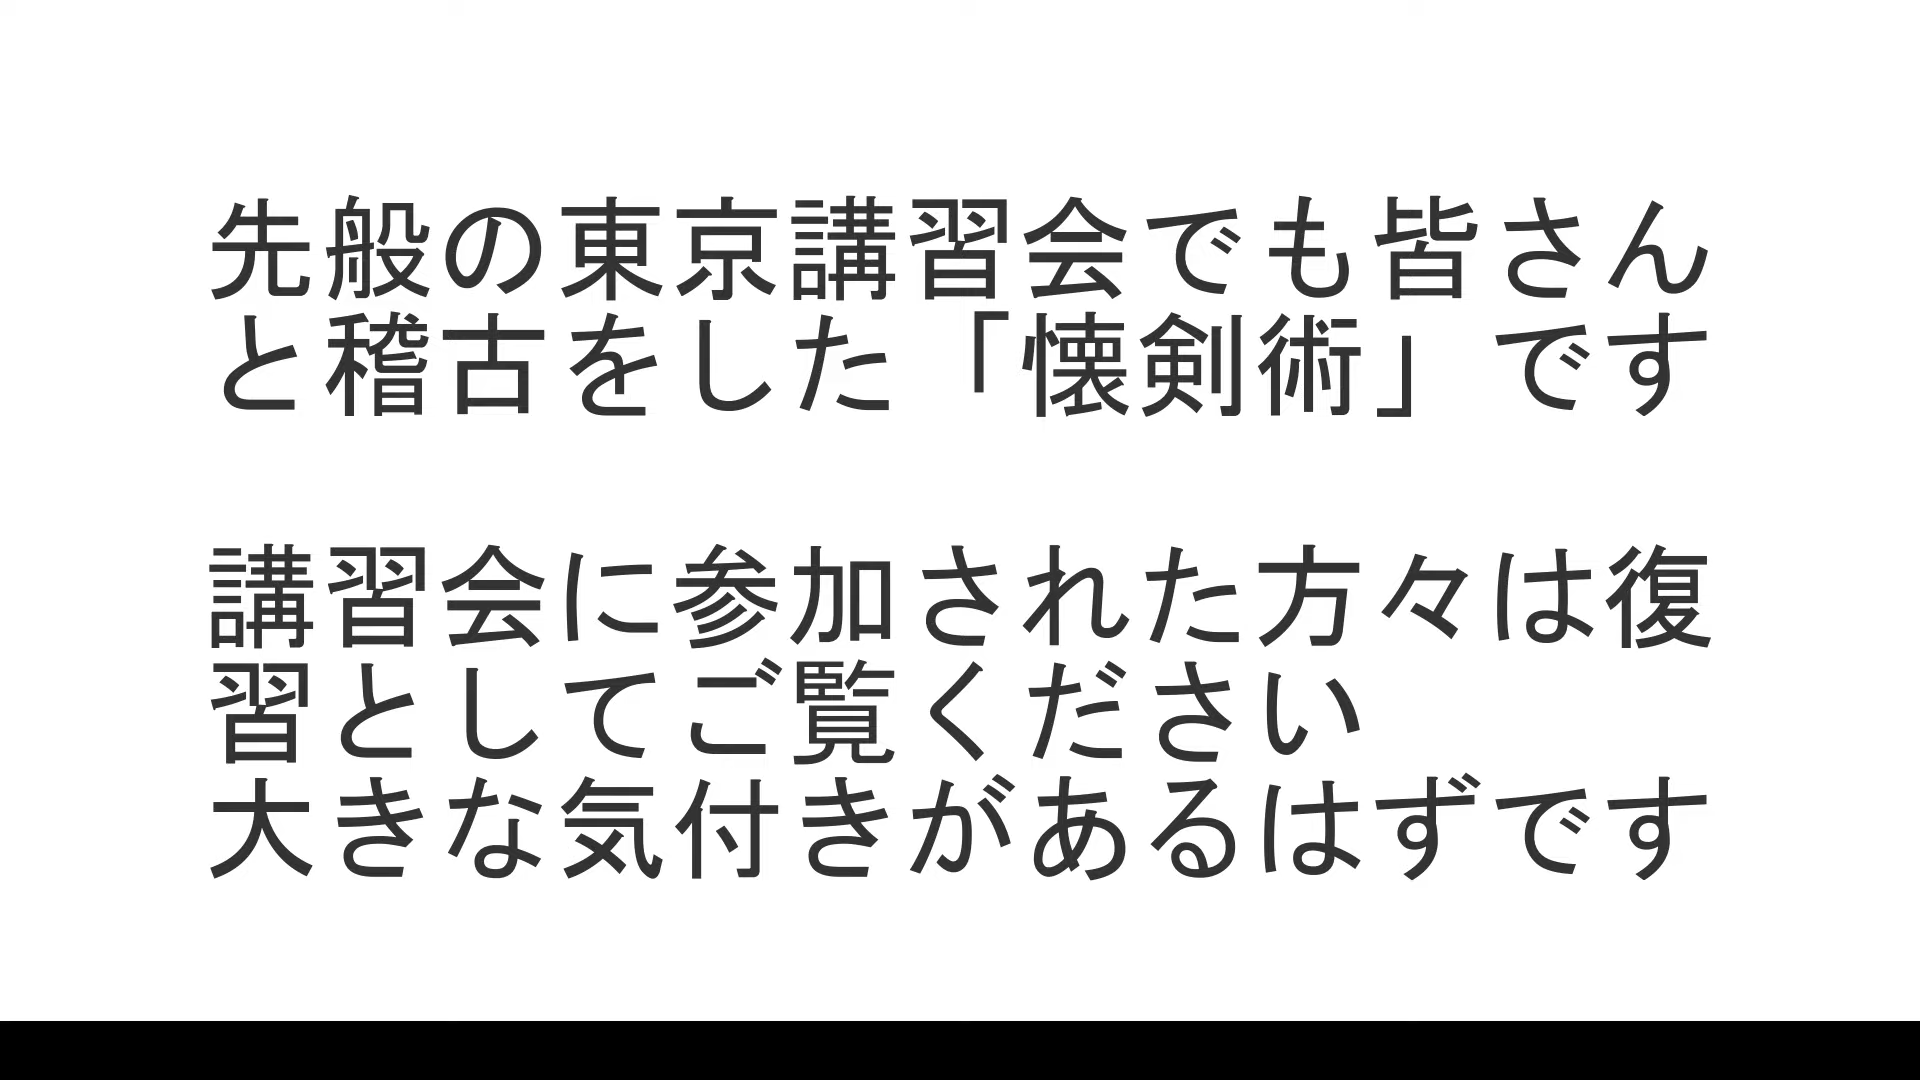 先般の東京講習会でも皆さん
と稽古をした「懐剣術」です
講習会に参加された方々は復
習としてご覧ください
大きな気付きがあるはずです